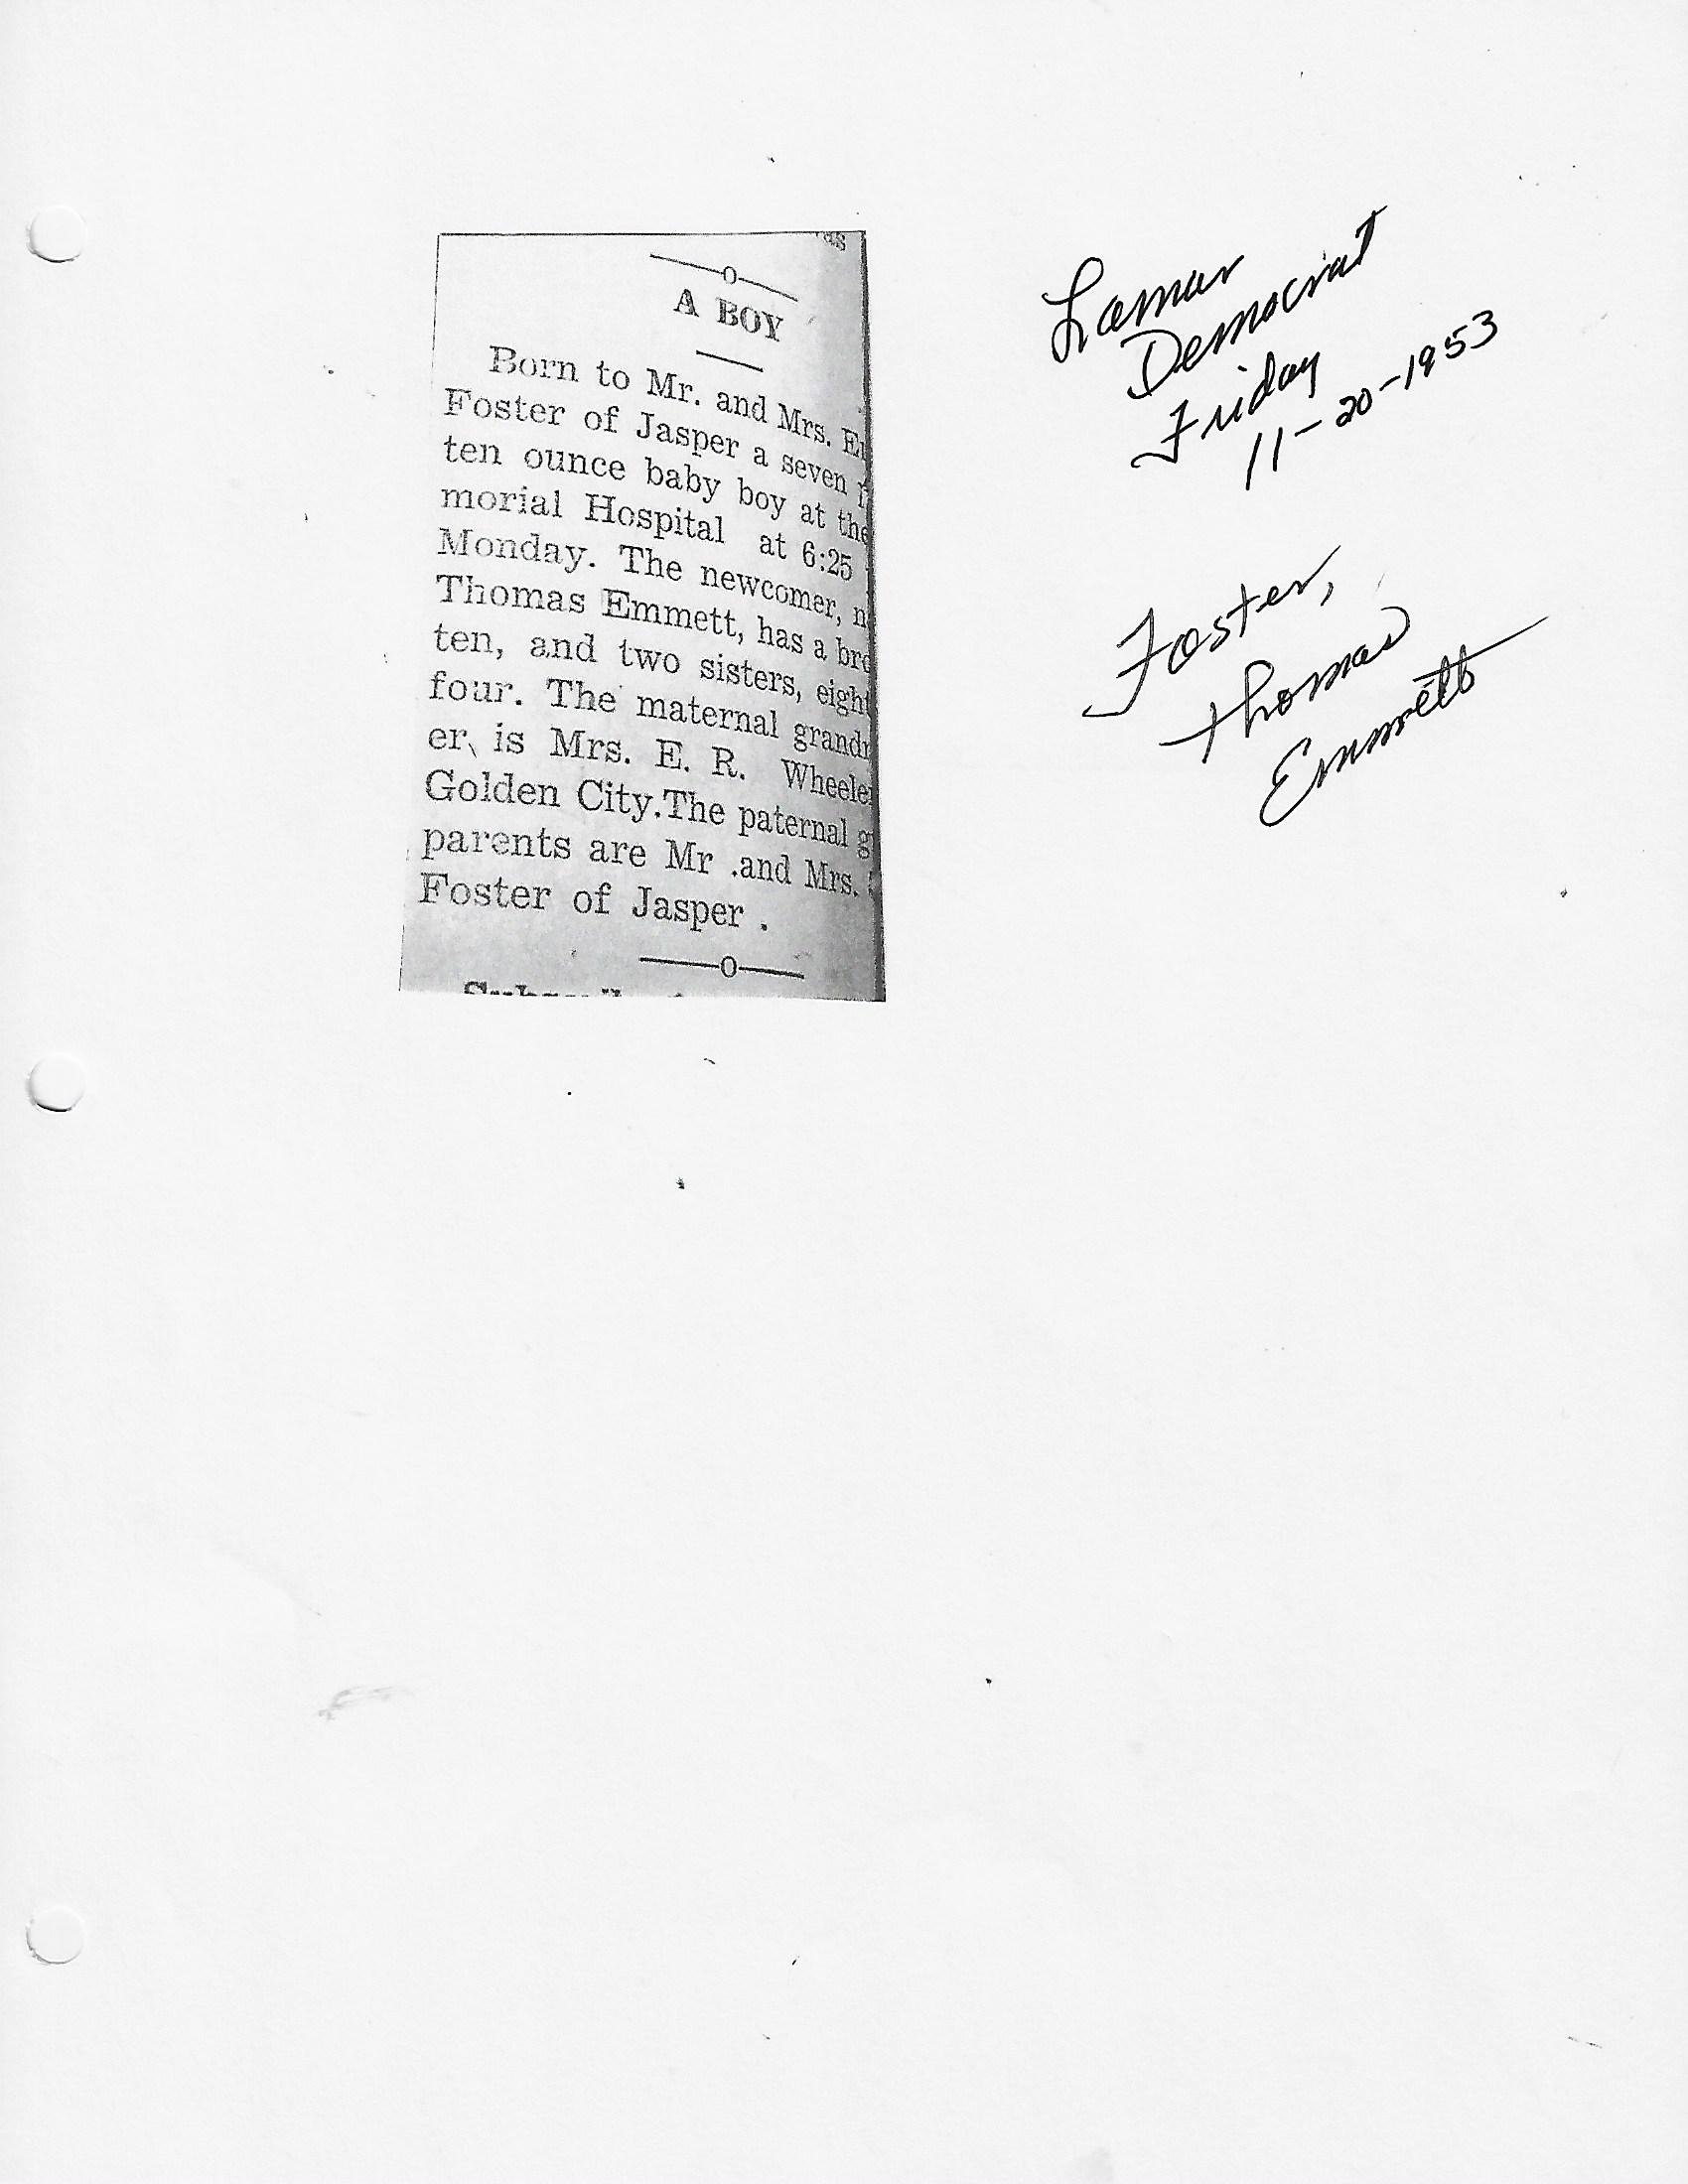 A BOY
Born to Mr. and Mrs.
Foster of Jasper a seven
ten ounce baby boy at the
morial Hospital at 6:25
Monday. The newcomer,
Thomas Emmett, has a
ten, and two sisters,
four. The maternal
er is Mrs. E. R.
Golden City.The paternal
parents are Mr .and Mrs.
Foster of Jasper .
Lamar
Democrat
Friday
11-20-1953
Foster,
Thomas
Emmett